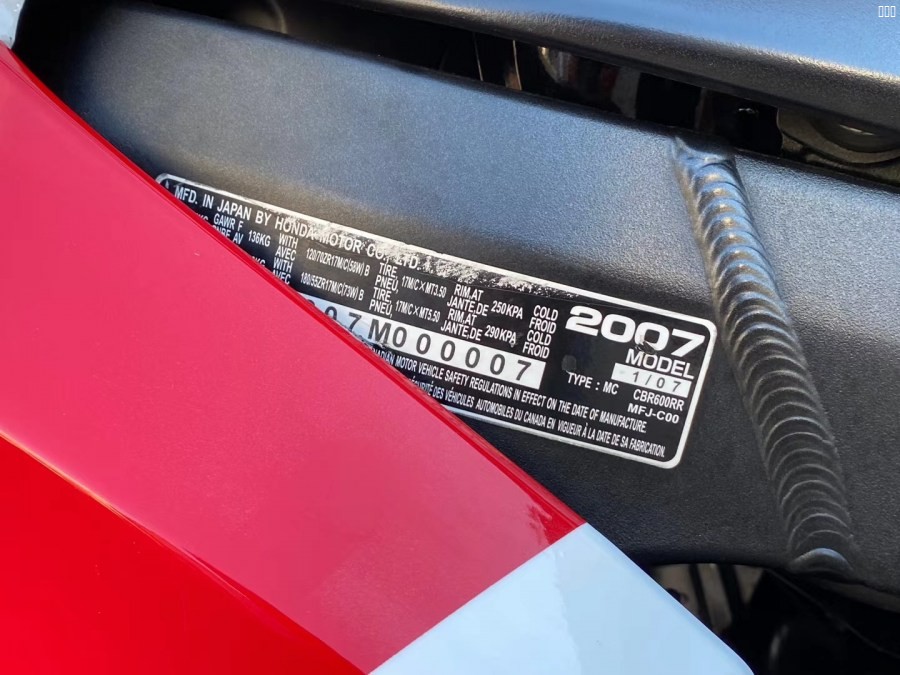 MFD. IN JAPAN BY HONDA MOTOR CO., LTD.
GAWR F 136KG WITH 120/70ZR17M/C(58W) B TIRE, 17M/C×MT3.50 RIM,AT 250KPA COLD
AV AVEC PNEU, JANTE,DE FROID
WITH 180/55ZR17M/C(73W) B TIRE, 17M/C×MT5.50 RIM,AT 290KPA COLD
AVEC PNEU, JANTE,DE FROID
07M000007
2007
MODEL
1/07
TYPE : MC CBR600RR
MFJ-C00
CANADIAN MOTOR VEHICLE SAFETY REGULATIONS IN EFFECT ON THE DATE OF MANUFACTURE.
SÉCURITÉ DES VÉHICULES AUTOMOBILES DU CANADA EN VIGUEUR À LA DATE DE SA FABRICATION.